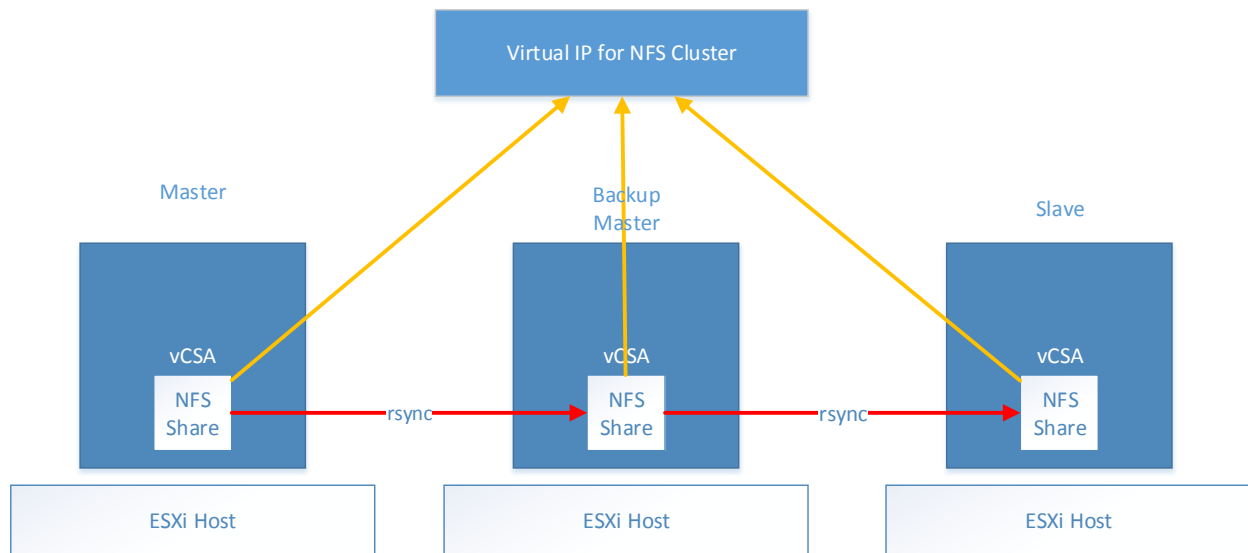 Virtual IP for NFS Cluster
Master
Backup
Master
Slave
vCSA
vCSA
vCSA
NFS
Share
rsync
NFS
Share
rsync
NFS
Share
ESXi Host
ESXi Host
ESXi Host